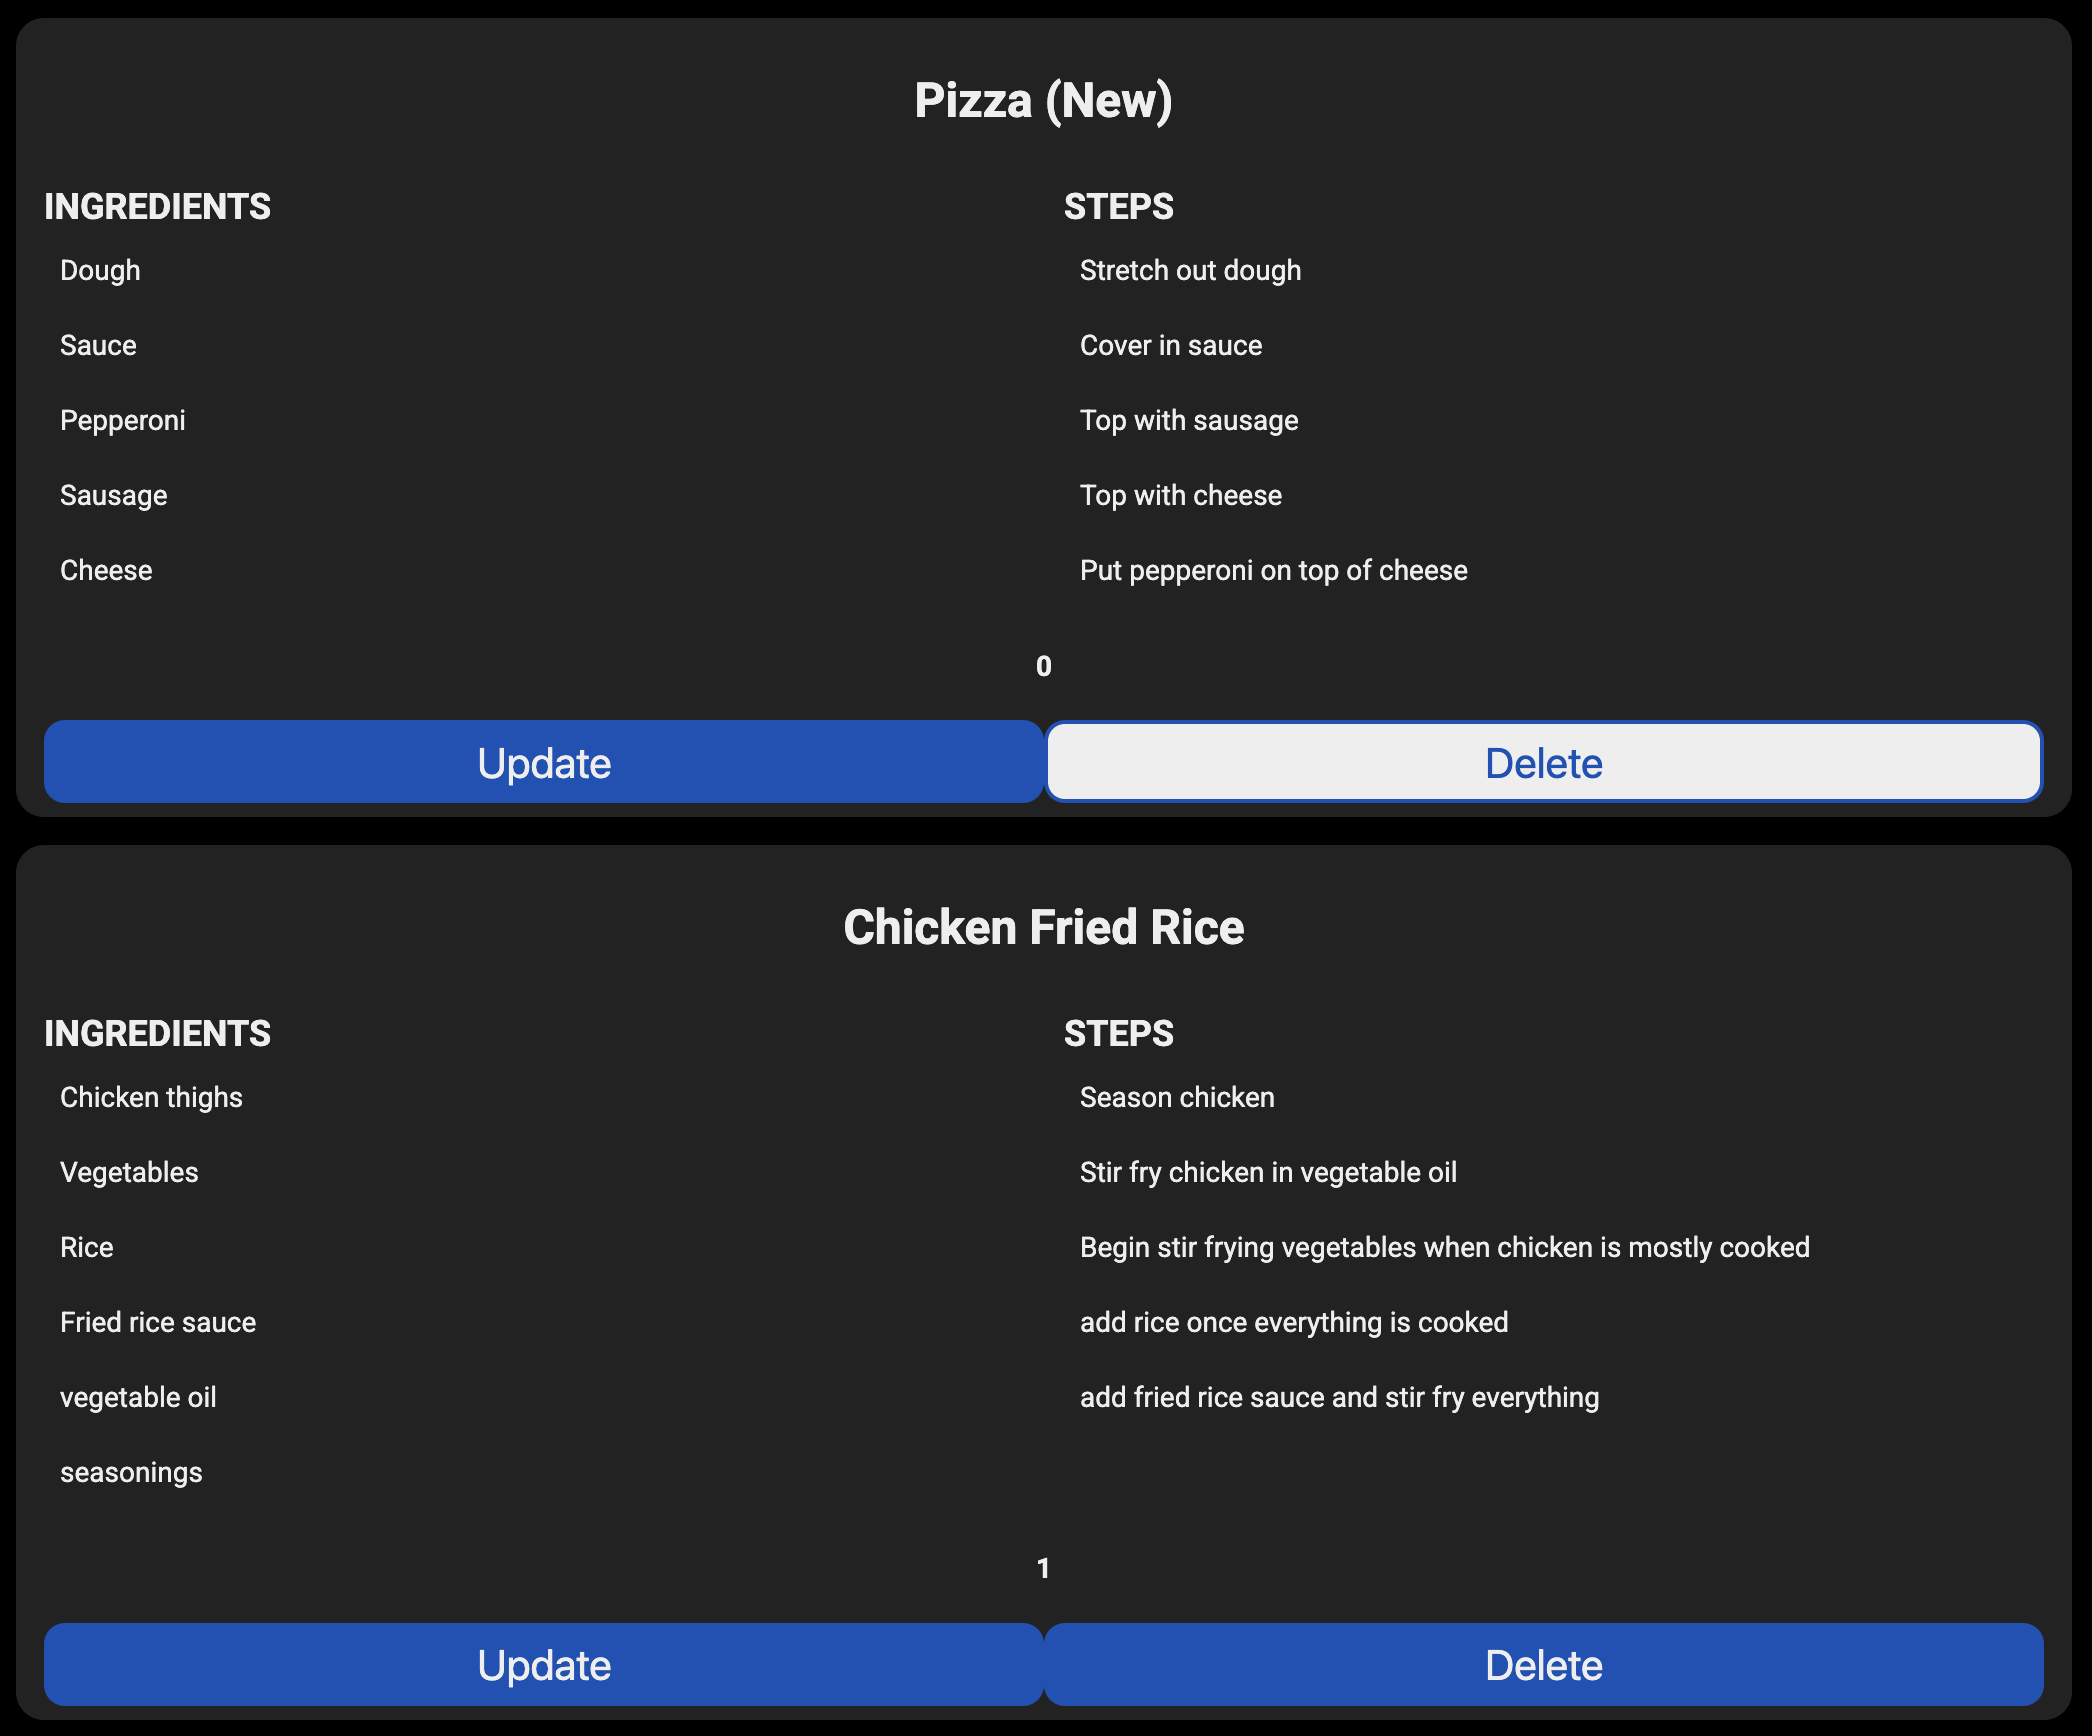 Pizza (New)
INGREDIENTS
Dough
Sauce
Pepperoni
Sausage
Cheese
STEPS
Stretch out dough
Cover in sauce
Top with sausage
Top with cheese
Put pepperoni on top of cheese
0
Update
Delete
Chicken Fried Rice
INGREDIENTS
Chicken thighs
Vegetables
Rice
Fried rice sauce
vegetable oil
seasonings
STEPS
Season chicken
Stir fry chicken in vegetable oil
Begin stir frying vegetables when chicken is mostly cooked
add rice once everything is cooked
add fried rice sauce and stir fry everything
1
Update
Delete